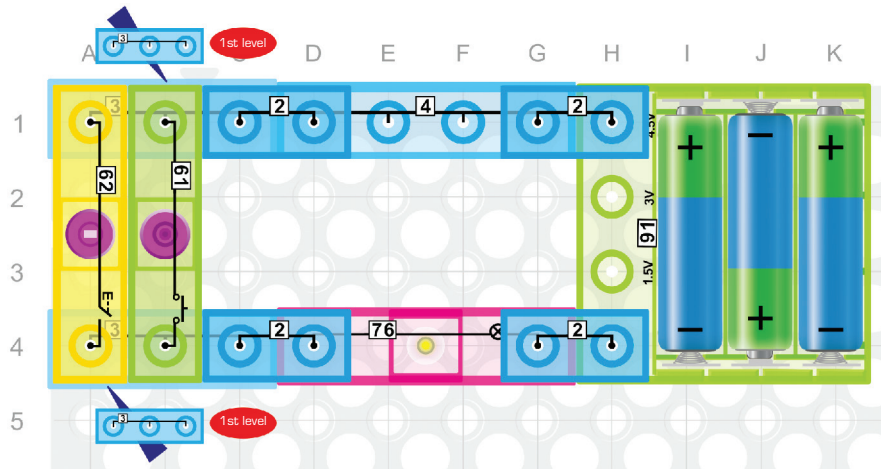 3
1st level
A C D E F G H I J K
1 3 2 4 2 4.5V + − +
2 62 61 3V
3 E 1.5V 91
4 3 2 76 2 − + −
3
1st level
5